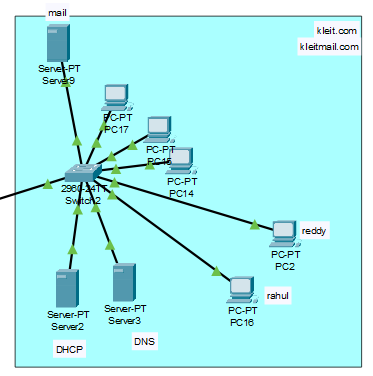 mail
kleit.com
kleitmail.com
Server-PT
Server9
PC-PT
PC17
PC-PT
PC15
PC-PT
PC14
2960-24TT
Switch2
reddy
PC-PT
PC2
rahul
PC-PT
PC16
Server-PT
Server2
Server-PT
Server3
DHCP
DNS